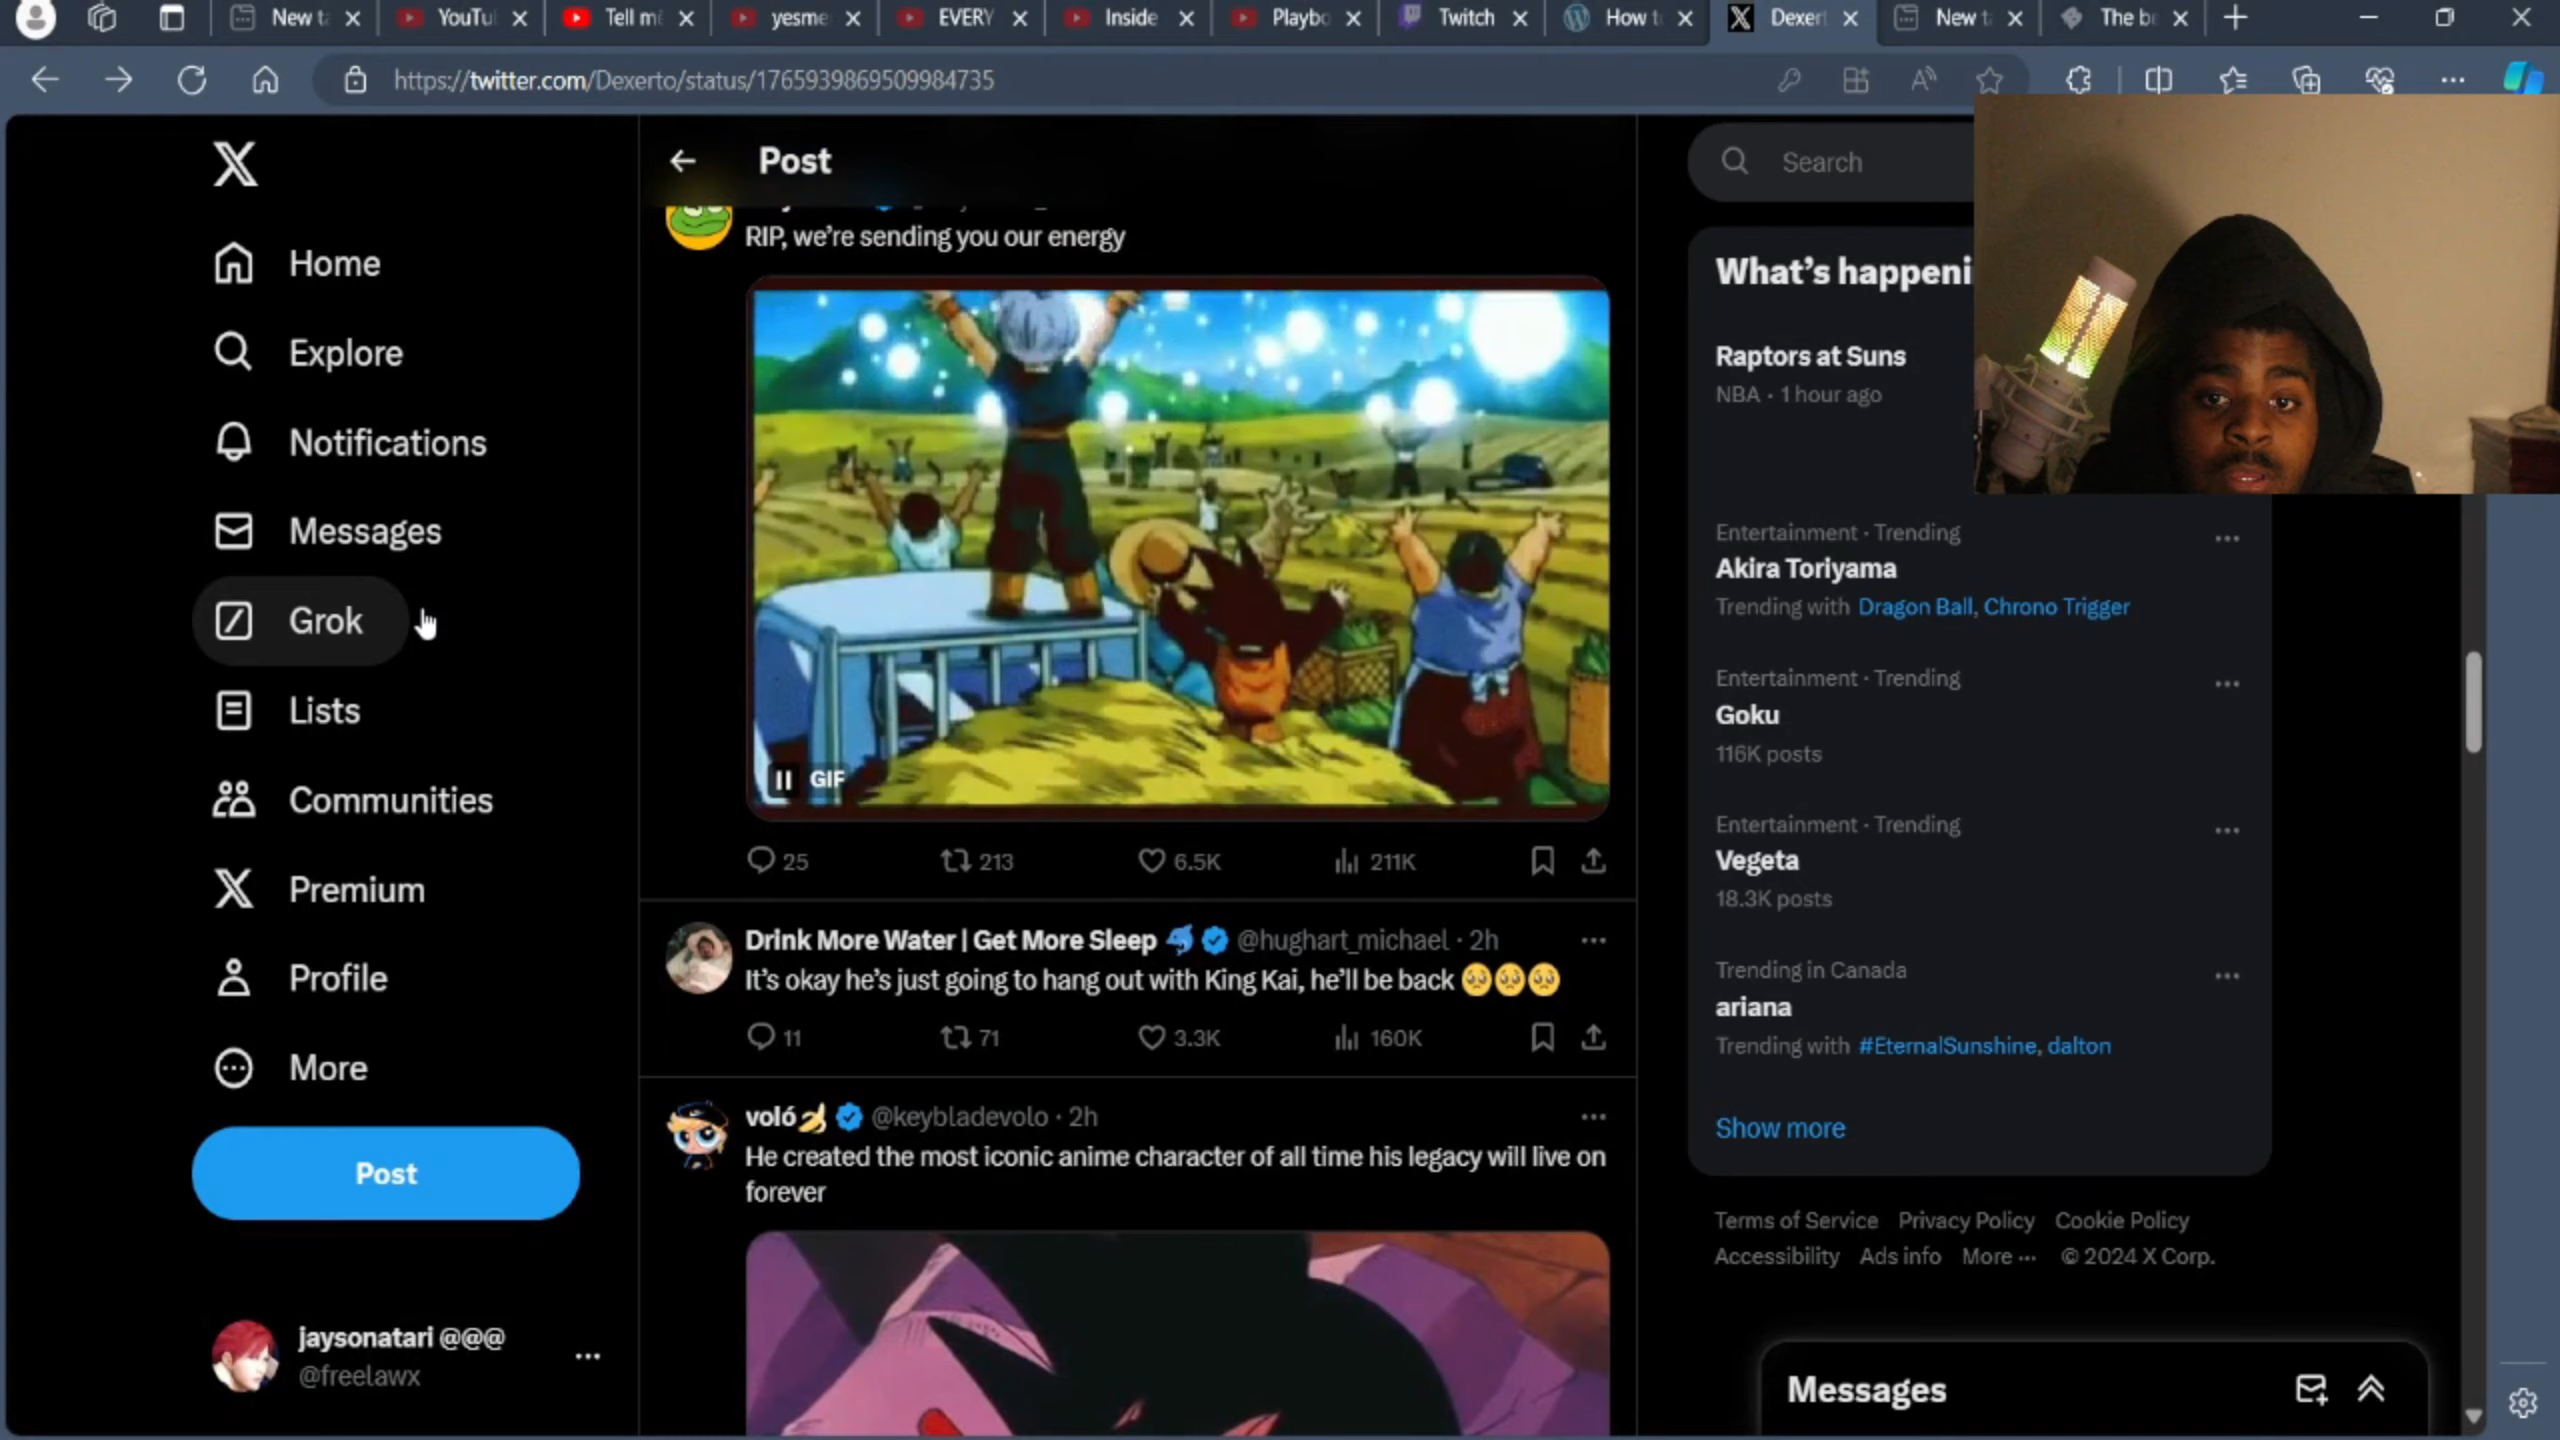 New ta
YouTu
Tell me
yesme
EVERY
Inside
Playbo
Twitch
How t
Dexert
New ta
The b
https://twitter.com/Dexerto/status/1765939869509984735
Home
Explore
Notifications
Messages
Grok
Lists
Communities
Premium
Profile
More
Post
jaysonatari @@@
@freelawx
Post
RIP, we're sending you our energy
GIF
25 213 6.5K 211K
Drink More Water | Get More Sleep 🐬 @hughart_michael · 2h
It's okay he's just going to hang out with King Kai, he'll be back 🥺🥺🥺
11 71 3.3K 160K
voló🍌 @keybladevolo · 2h
He created the most iconic anime character of all time his legacy will live on
forever
Search
What's happeni
Raptors at Suns
NBA · 1 hour ago
Entertainment · Trending
Akira Toriyama
Trending with Dragon Ball, Chrono Trigger
Entertainment · Trending
Goku
116K posts
Entertainment · Trending
Vegeta
18.3K posts
Trending in Canada
ariana
Trending with #EternalSunshine, dalton
Show more
Terms of Service Privacy Policy Cookie Policy
Accessibility Ads info More ··· © 2024 X Corp.
Messages